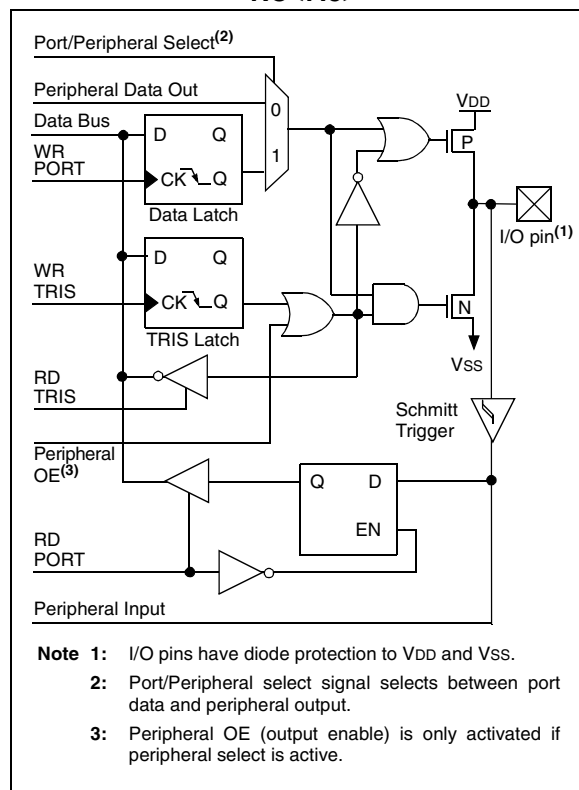 Port/Peripheral Select(2)
Peripheral Data Out
Data Bus
WR
PORT
D Q
CK Q
Data Latch
0
1
VDD
P
I/O pin(1)
WR
TRIS
D Q
CK Q
TRIS Latch
N
VSS
RD
TRIS
Schmitt
Trigger
Peripheral
OE(3)
Q D
EN
RD
PORT
Peripheral Input
Note 1: I/O pins have diode protection to VDD and VSS.
2: Port/Peripheral select signal selects between port
data and peripheral output.
3: Peripheral OE (output enable) is only activated if
peripheral select is active.